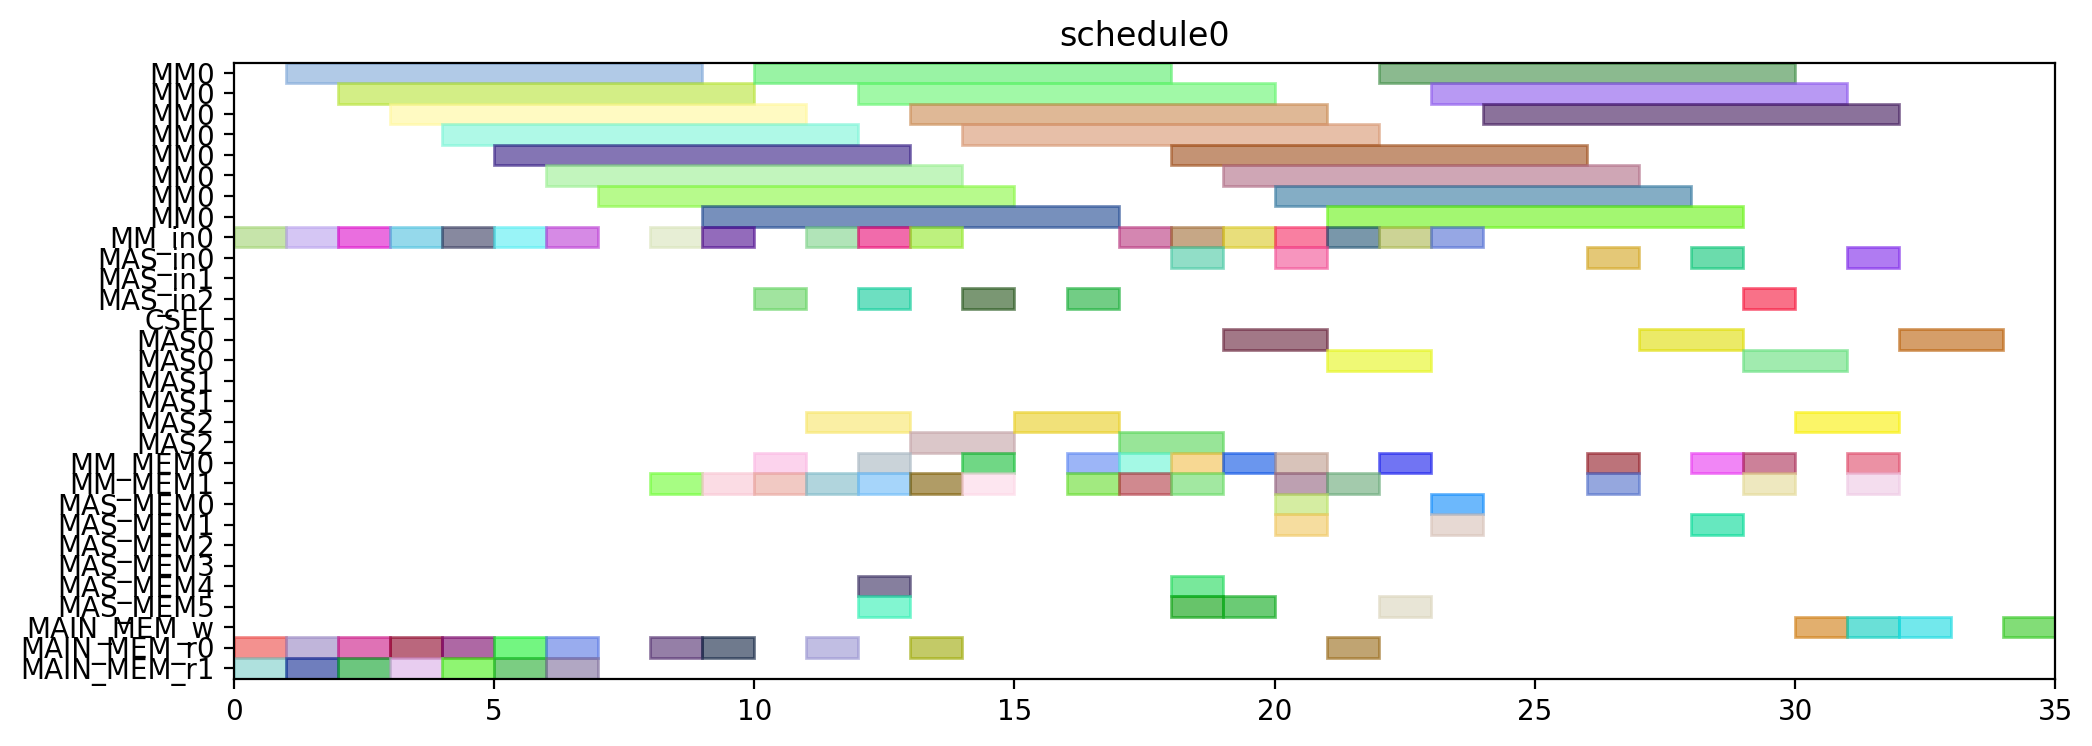 schedule0
MM0
MM0
MM0
MM0
MM0
MM0
MM0
MM0
MM_in0
MAS_in0
MAS_in1
MAS_in2
CSEL
MAS0
MAS0
MAS1
MAS1
MAS2
MAS2
MM_MEM0
MM_MEM1
MAS_MEM0
MAS_MEM1
MAS_MEM2
MAS_MEM3
MAS_MEM4
MAS_MEM5
MAIN_MEM_w
MAIN_MEM_r0
MAIN_MEM_r1
0 5 10 15 20 25 30 35